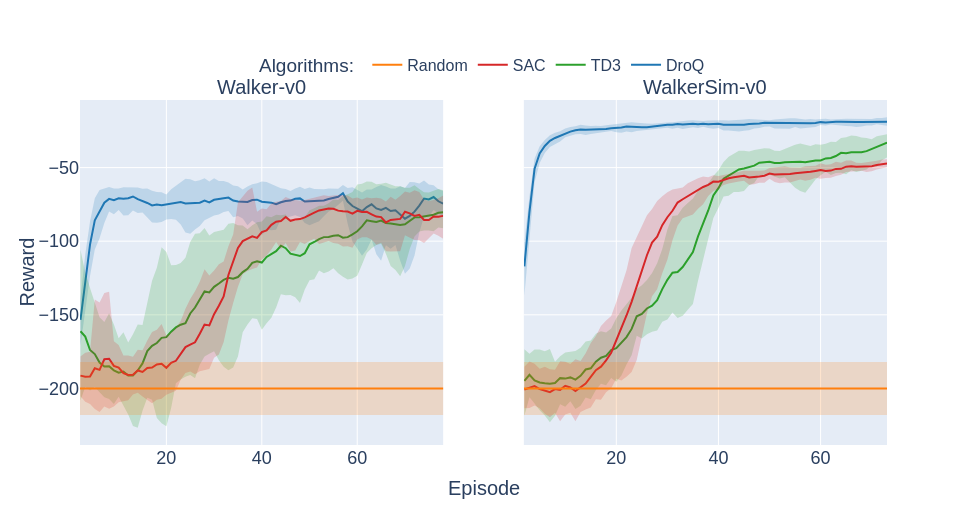 Algorithms: Random SAC TD3 DroQ
Walker-v0 WalkerSim-v0
−50
−100
−150
−200
Reward
20 40 60 20 40 60
Episode